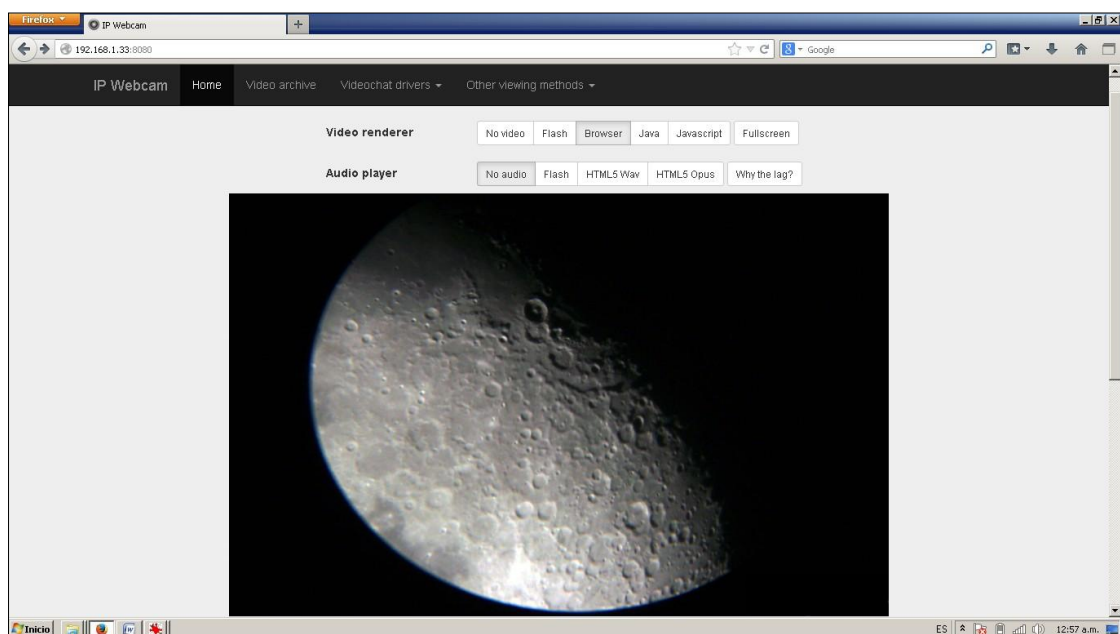 Firefox
IP Webcam
192.168.1.33:8080
Google
IP Webcam Home Video archive Videochat drivers Other viewing methods
Video renderer No video Flash Browser Java Javascript Fullscreen
Audio player No audio Flash HTML5 Wav HTML5 Opus Why the lag?
Inicio ES 12:57 a.m.